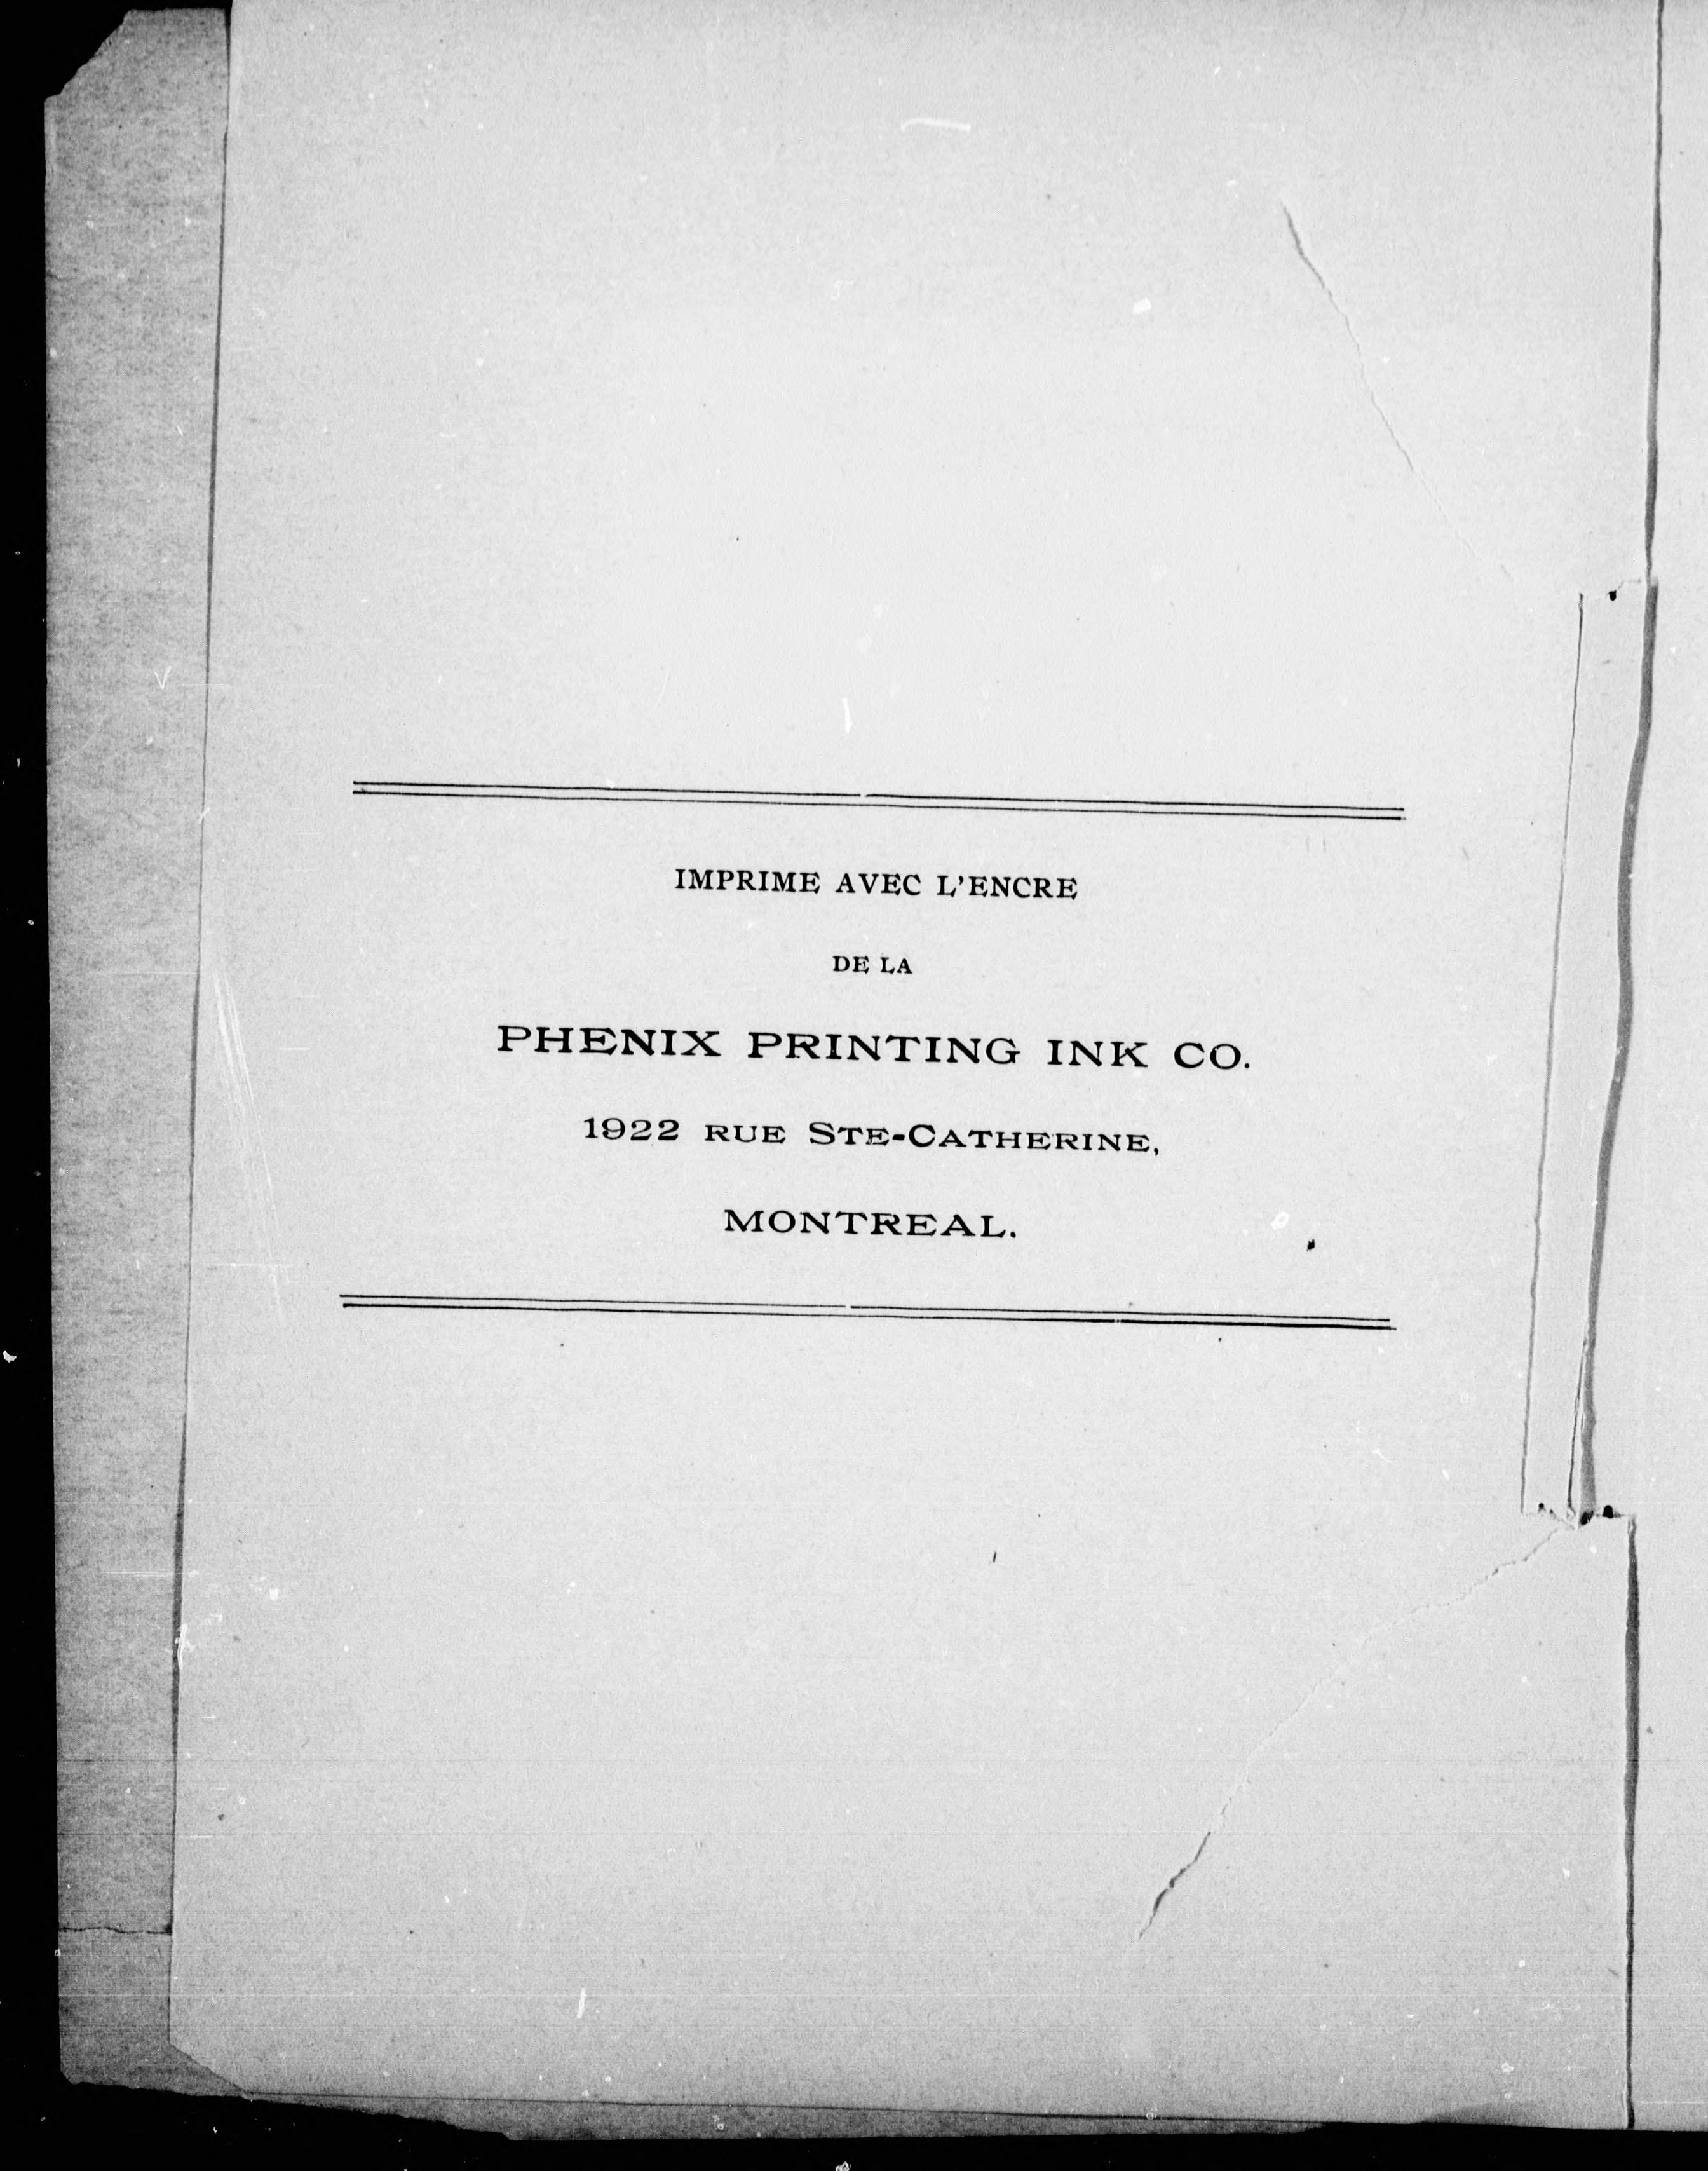 IMPRIME AVEC L'ENCRE
DE LA
PHENIX PRINTING INK CO.
1922 RUE STE-CATHERINE,
MONTREAL.